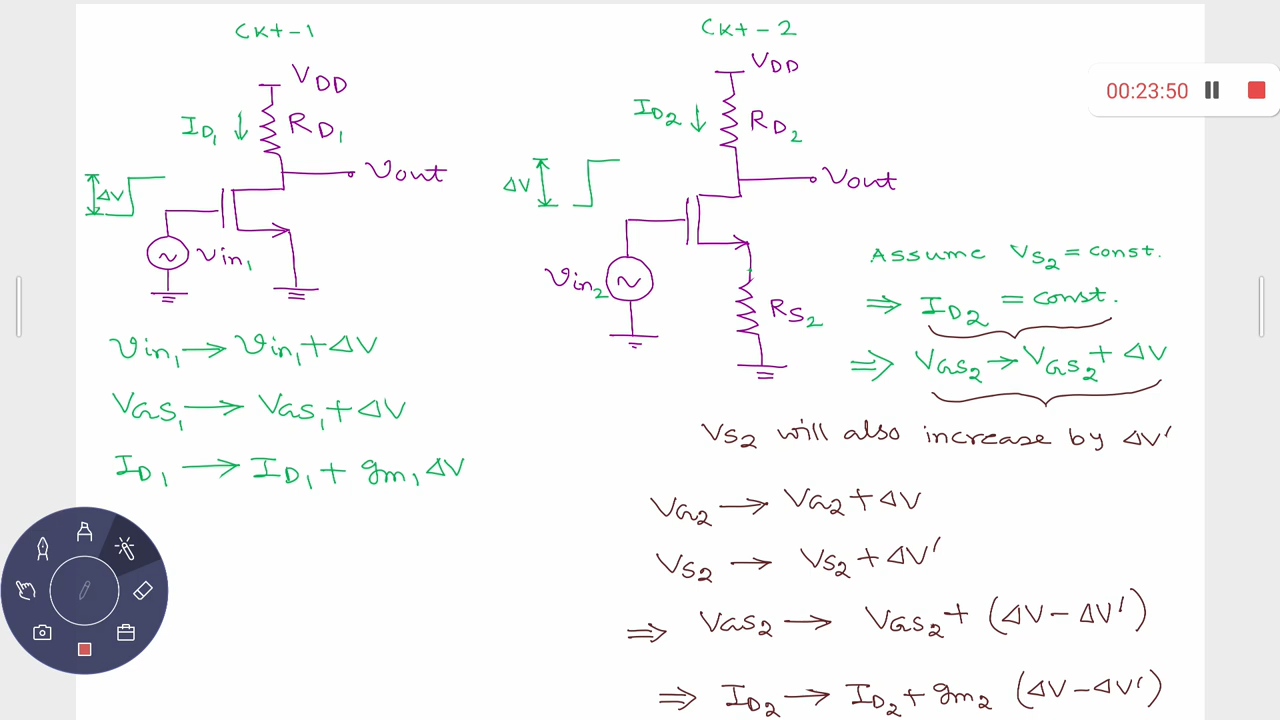 Ckt-1
VDD
ID1 ↓ RD1
ΔV
Vout
Vin1
Vin1 → Vin1 + ΔV
VGS1 → VGS1 + ΔV
ID1 → ID1 + gm1 ΔV
Ckt-2
VDD
ID2 ↓ RD2
ΔV
Vout
Vin2
RS2
00:23:50
Assume VS2 = const.
⇒ ID2 = const.
⇒ VGS2 → VGS2 + ΔV
VS2 will also increase by ΔV'
VG2 → VG2 + ΔV
VS2 → VS2 + ΔV'
⇒ VGS2 → VGS2 + (ΔV - ΔV')
⇒ ID2 → ID2 + gm2 (ΔV - ΔV')